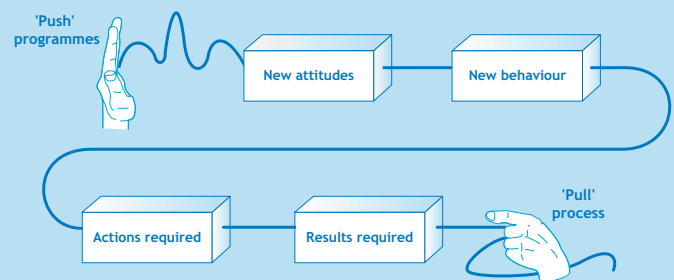 'Push'
programmes
New attitudes
New behaviour
Actions required
Results required
'Pull'
process